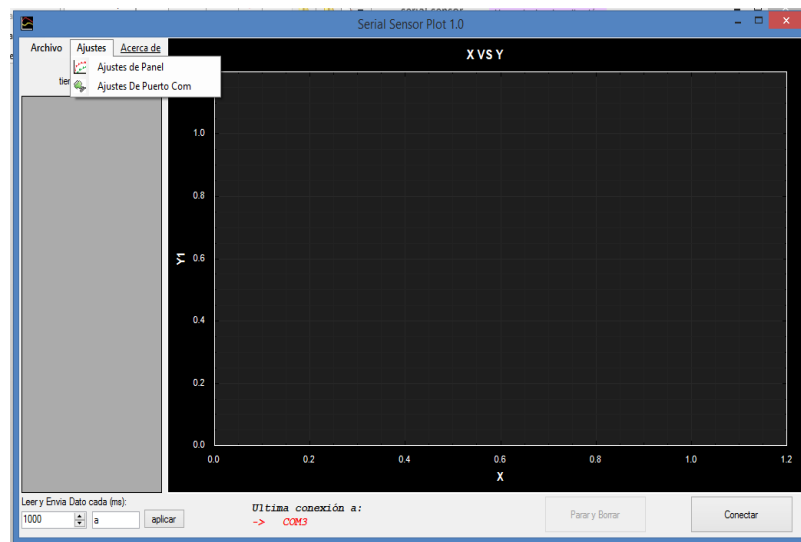 Serial Sensor Plot 1.0
Archivo Ajustes Acerca de
Ajustes de Panel
Ajustes De Puerto Com
X VS Y
1.0
0.8
0.6
0.4
0.2
0.0
Y1
0.0 0.2 0.4 0.6 0.8 1.0 1.2
X
Leer y Envia Dato cada (ms):
1000 a aplicar
Ultima conexión a:
-> COM3
Parar y Borrar
Conectar